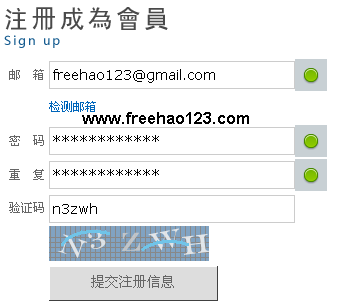 注冊成為會員
Sign up
邮 箱 freehao123@gmail.com
检测邮箱
www.freehao123.com
密 码 ************
重 复 ************
验证码 n3zwh
N3 ZWH
提交注册信息